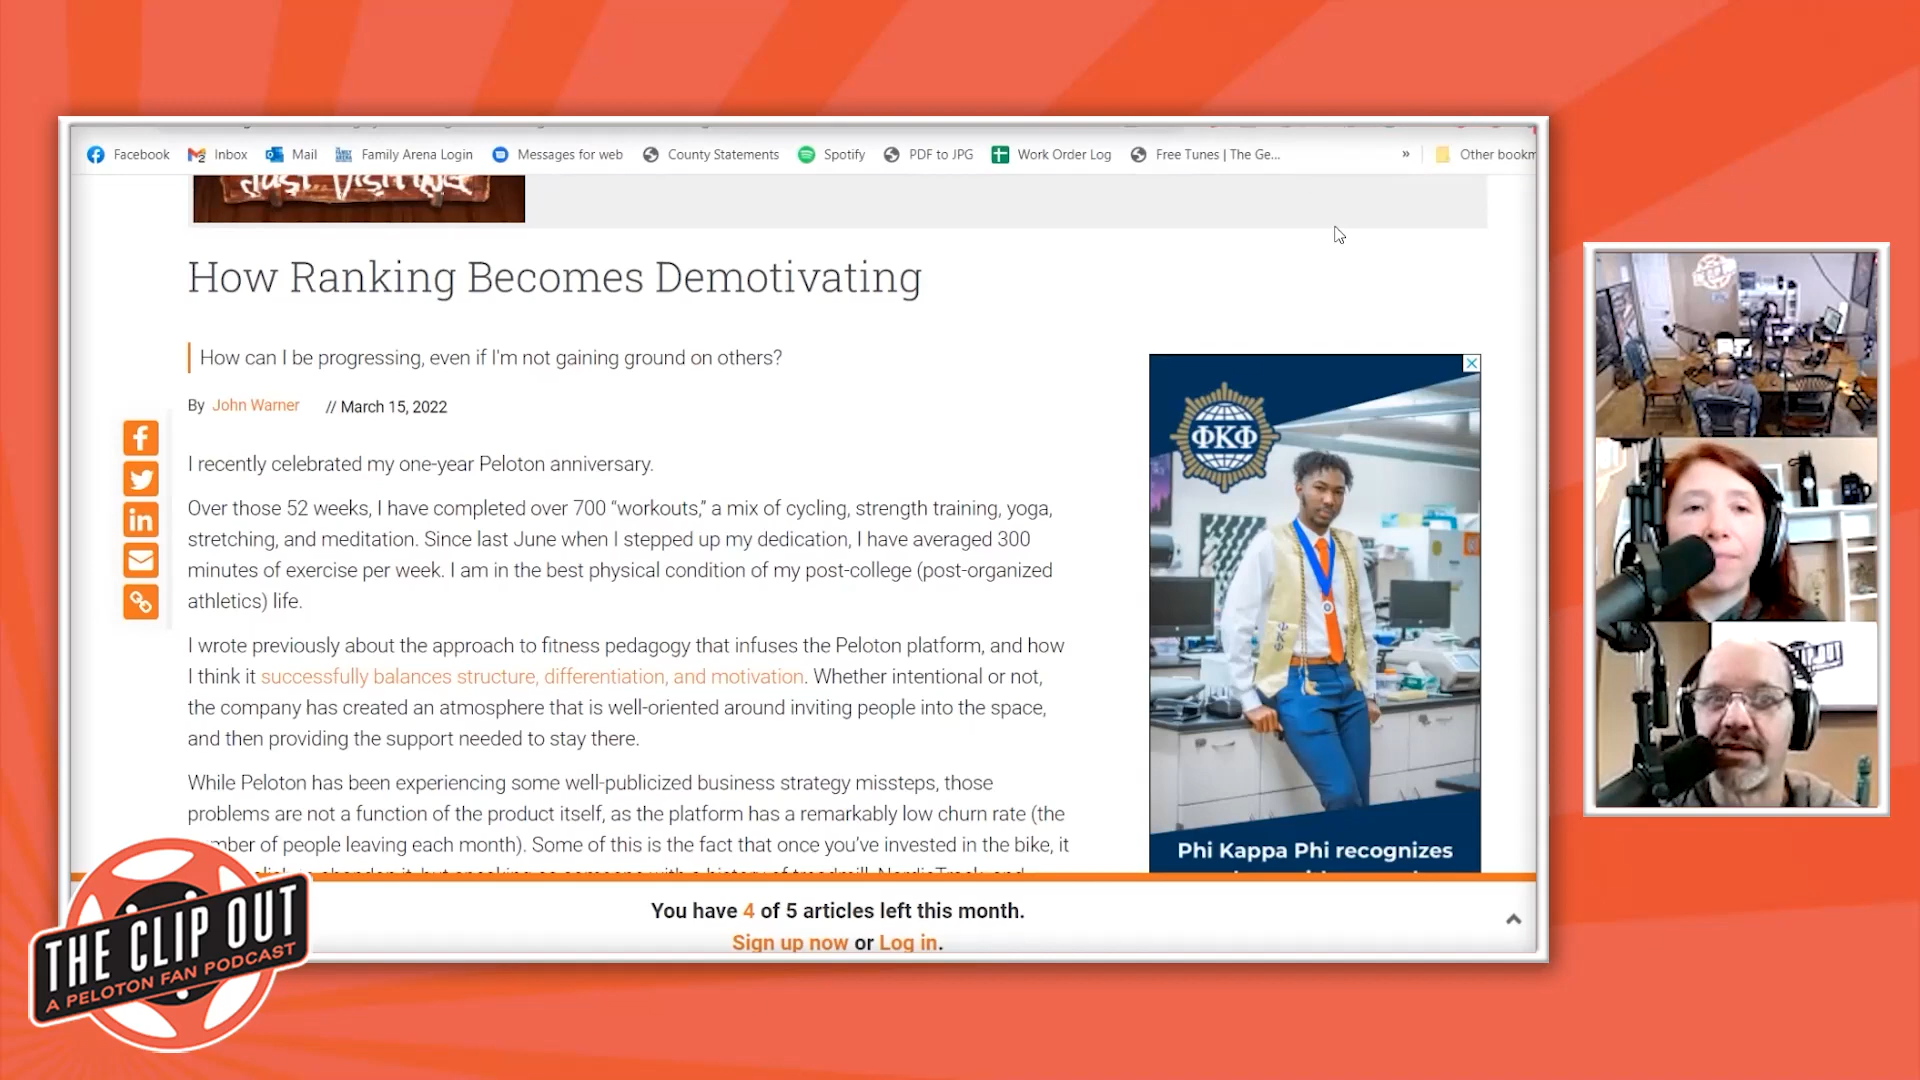 Facebook
Inbox
Mail
Family Arena Login
Messages for web
County Statements
Spotify
PDF to JPG
Work Order Log
Free Tunes | The Ge...
»
Other bookm
Just Visiting
How Ranking Becomes Demotivating
How can I be progressing, even if I'm not gaining ground on others?
By John Warner // March 15, 2022
I recently celebrated my one-year Peloton anniversary.
Over those 52 weeks, I have completed over 700 “workouts,” a mix of cycling, strength training, yoga,
stretching, and meditation. Since last June when I stepped up my dedication, I have averaged 300
minutes of exercise per week. I am in the best physical condition of my post-college (post-organized
athletics) life.
I wrote previously about the approach to fitness pedagogy that infuses the Peloton platform, and how
I think it successfully balances structure, differentiation, and motivation. Whether intentional or not,
the company has created an atmosphere that is well-oriented around inviting people into the space,
and then providing the support needed to stay there.
While Peloton has been experiencing some well-publicized business strategy missteps, those
problems are not a function of the product itself, as the platform has a remarkably low churn rate (the
of people leaving each month). Some of this is the fact that once you’ve invested in the bike, it
ΦΚΦ
ΦΚΦ
Phi Kappa Phi recognizes
You have 4 of 5 articles left this month.
Sign up now or Log in.
THE CLIP OUT
A PELOTON FAN PODCAST